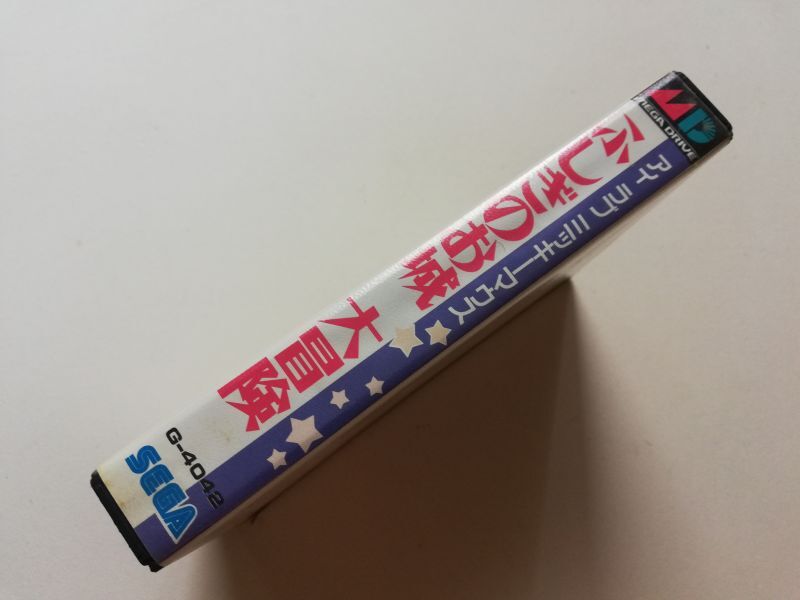 MD
MEGA DRIVE
アイラブミッキーマウス
ふしぎのお城
大冒険
G-4042
SEGA